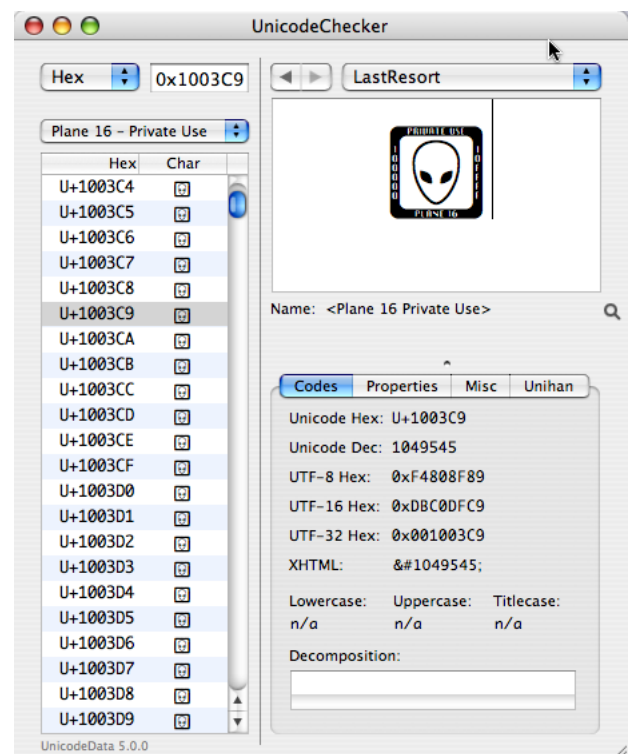 UnicodeChecker
Hex
0x1003C9
LastResort
Plane 16 – Private Use
Hex Char
U+1003C4
U+1003C5
U+1003C6
U+1003C7
U+1003C8
U+1003C9
U+1003CA
U+1003CB
U+1003CC
U+1003CD
U+1003CE
U+1003CF
U+1003D0
U+1003D1
U+1003D2
U+1003D3
U+1003D4
U+1003D5
U+1003D6
U+1003D7
U+1003D8
U+1003D9
UnicodeData 5.0.0
PRIVATE USE
100000
10FFFF
PLANE 16
Name: <Plane 16 Private Use>
Codes Properties Misc Unihan
Unicode Hex: U+1003C9
Unicode Dec: 1049545
UTF-8 Hex: 0xF4808F89
UTF-16 Hex: 0xDBC0DFC9
UTF-32 Hex: 0x001003C9
XHTML: &#1049545;
Lowercase: Uppercase: Titlecase:
n/a n/a n/a
Decomposition: